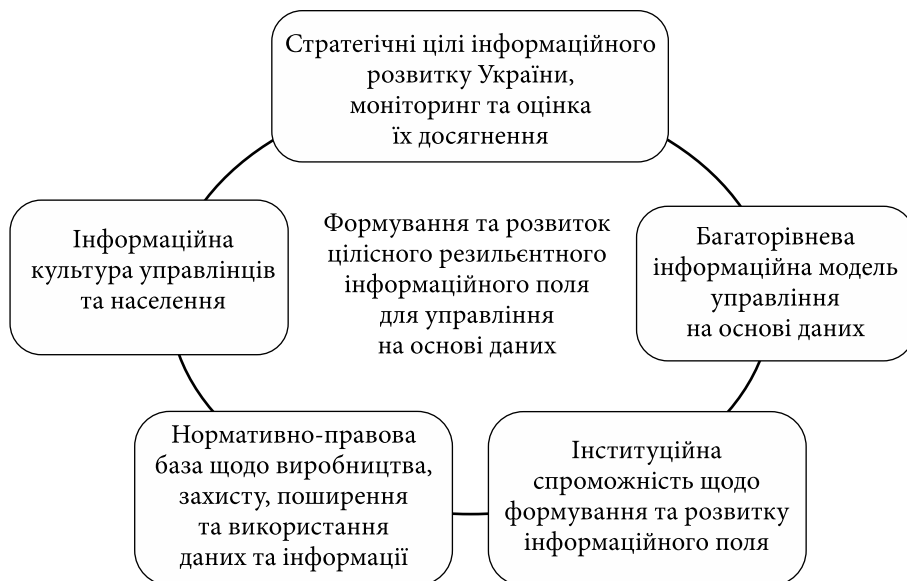 Стратегічні цілі інформаційного
розвитку України,
моніторинг та оцінка
їх досягнення
Інформаційна
культура управлінців
та населення
Формування та розвиток
цілісного резильєнтного
інформаційного поля
для управління
на основі даних
Багаторівнева
інформаційна модель
управління
на основі даних
Нормативно-правова
база щодо виробництва,
захисту, поширення
та використання
даних та інформації
Інституційна
спроможність щодо
формування та розвитку
інформаційного поля